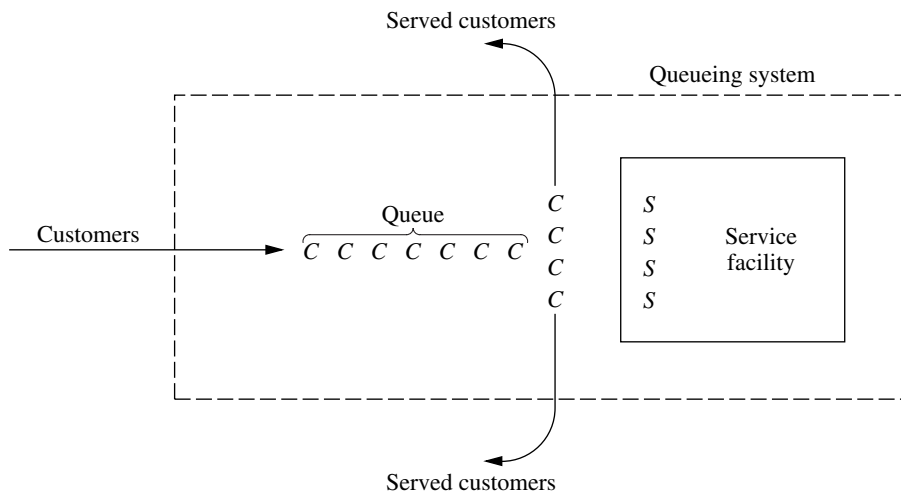 Served customers
Queueing system
Customers
Queue
C C C C C C C
C
C
C
C
S
S
S
S
Service
facility
Served customers